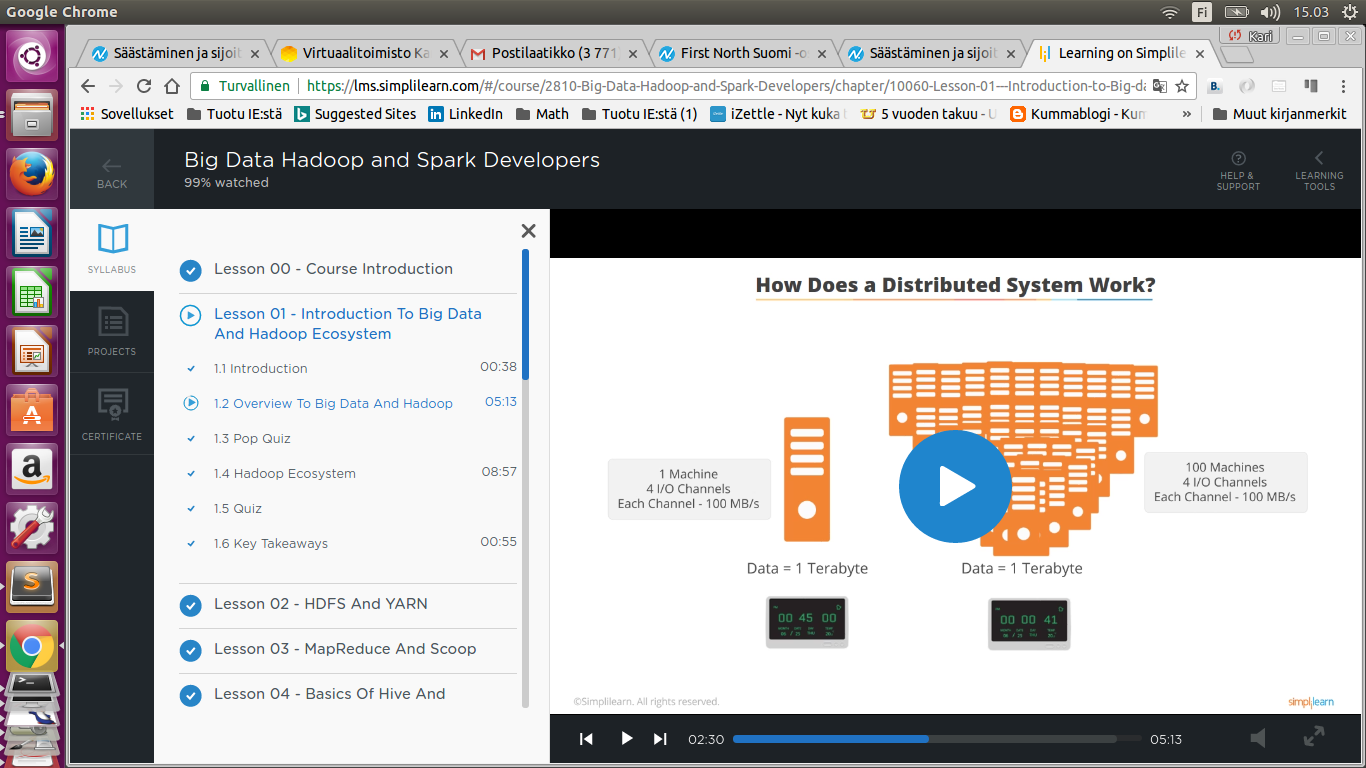 Google Chrome
Fi
15.03
Säästäminen ja sijoit
Virtuaalitoimisto Ka
Postilaatikko (3 771)
First North Suomi -o
Säästäminen ja sijoit
Learning on Simplile
Kari
Turvallinen
https://lms.simplilearn.com/#/course/2810-Big-Data-Hadoop-and-Spark-Developers/chapter/10060-Lesson-01---Introduction-to-Big-da
B.
Sovellukset
Tuotu IE:stä
Suggested Sites
LinkedIn
Math
Tuotu IE:stä (1)
iZettle - Nyt kuka
5 vuoden takuu - U
Kummablogi - Kum
»
Muut kirjanmerkit
BACK
Big Data Hadoop and Spark Developers
99% watched
HELP &
SUPPORT
LEARNING
TOOLS
SYLLABUS
PROJECTS
CERTIFICATE
Lesson 00 - Course Introduction
Lesson 01 - Introduction To Big Data
And Hadoop Ecosystem
1.1 Introduction 00:38
1.2 Overview To Big Data And Hadoop 05:13
1.3 Pop Quiz
1.4 Hadoop Ecosystem 08:57
1.5 Quiz
1.6 Key Takeaways 00:55
Lesson 02 - HDFS And YARN
Lesson 03 - MapReduce And Scoop
Lesson 04 - Basics Of Hive And
How Does a Distributed System Work?
1 Machine
4 I/O Channels
Each Channel - 100 MB/s
100 Machines
4 I/O Channels
Each Channel - 100 MB/s
Data = 1 Terabyte
Data = 1 Terabyte
00 45 00
00 00 41
©Simplilearn. All rights reserved.
simplilearn
02:30
05:13